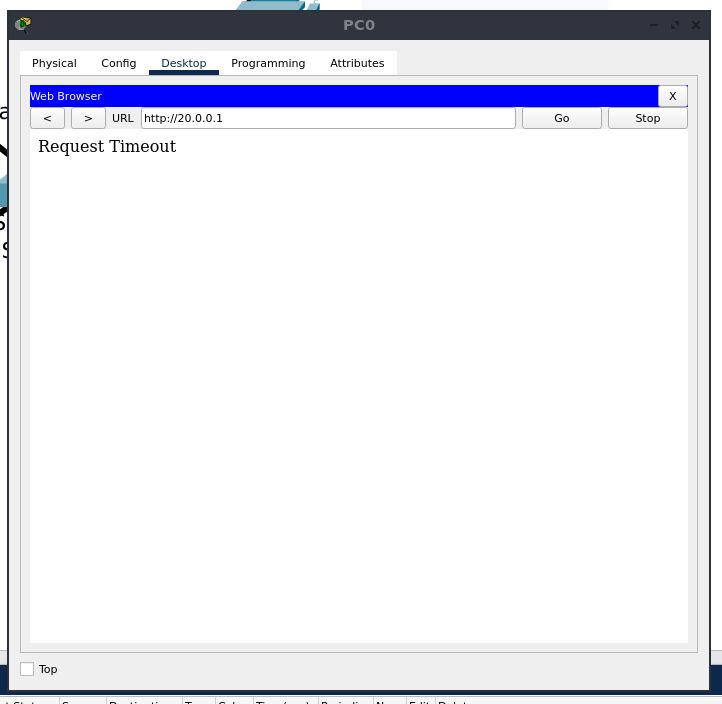 PC0
Physical Config Desktop Programming Attributes
Web Browser X
< > URL http://20.0.0.1 Go Stop
Request Timeout
Top